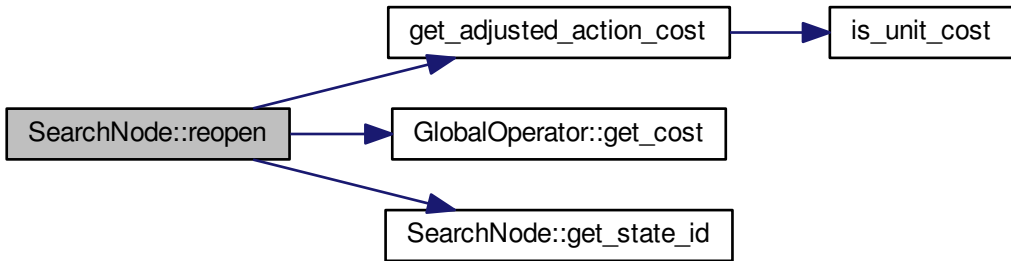 get_adjusted_action_cost
is_unit_cost
SearchNode::reopen
GlobalOperator::get_cost
SearchNode::get_state_id